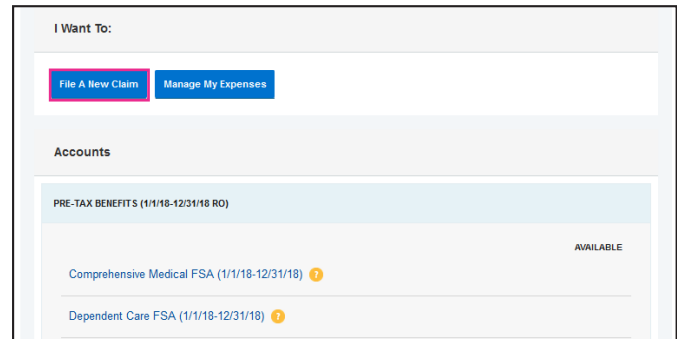 I Want To:
File A New Claim Manage My Expenses
Accounts
PRE-TAX BENEFITS (1/1/18-12/31/18 RO)
AVAILABLE
Comprehensive Medical FSA (1/1/18-12/31/18) ?
Dependent Care FSA (1/1/18-12/31/18) ?